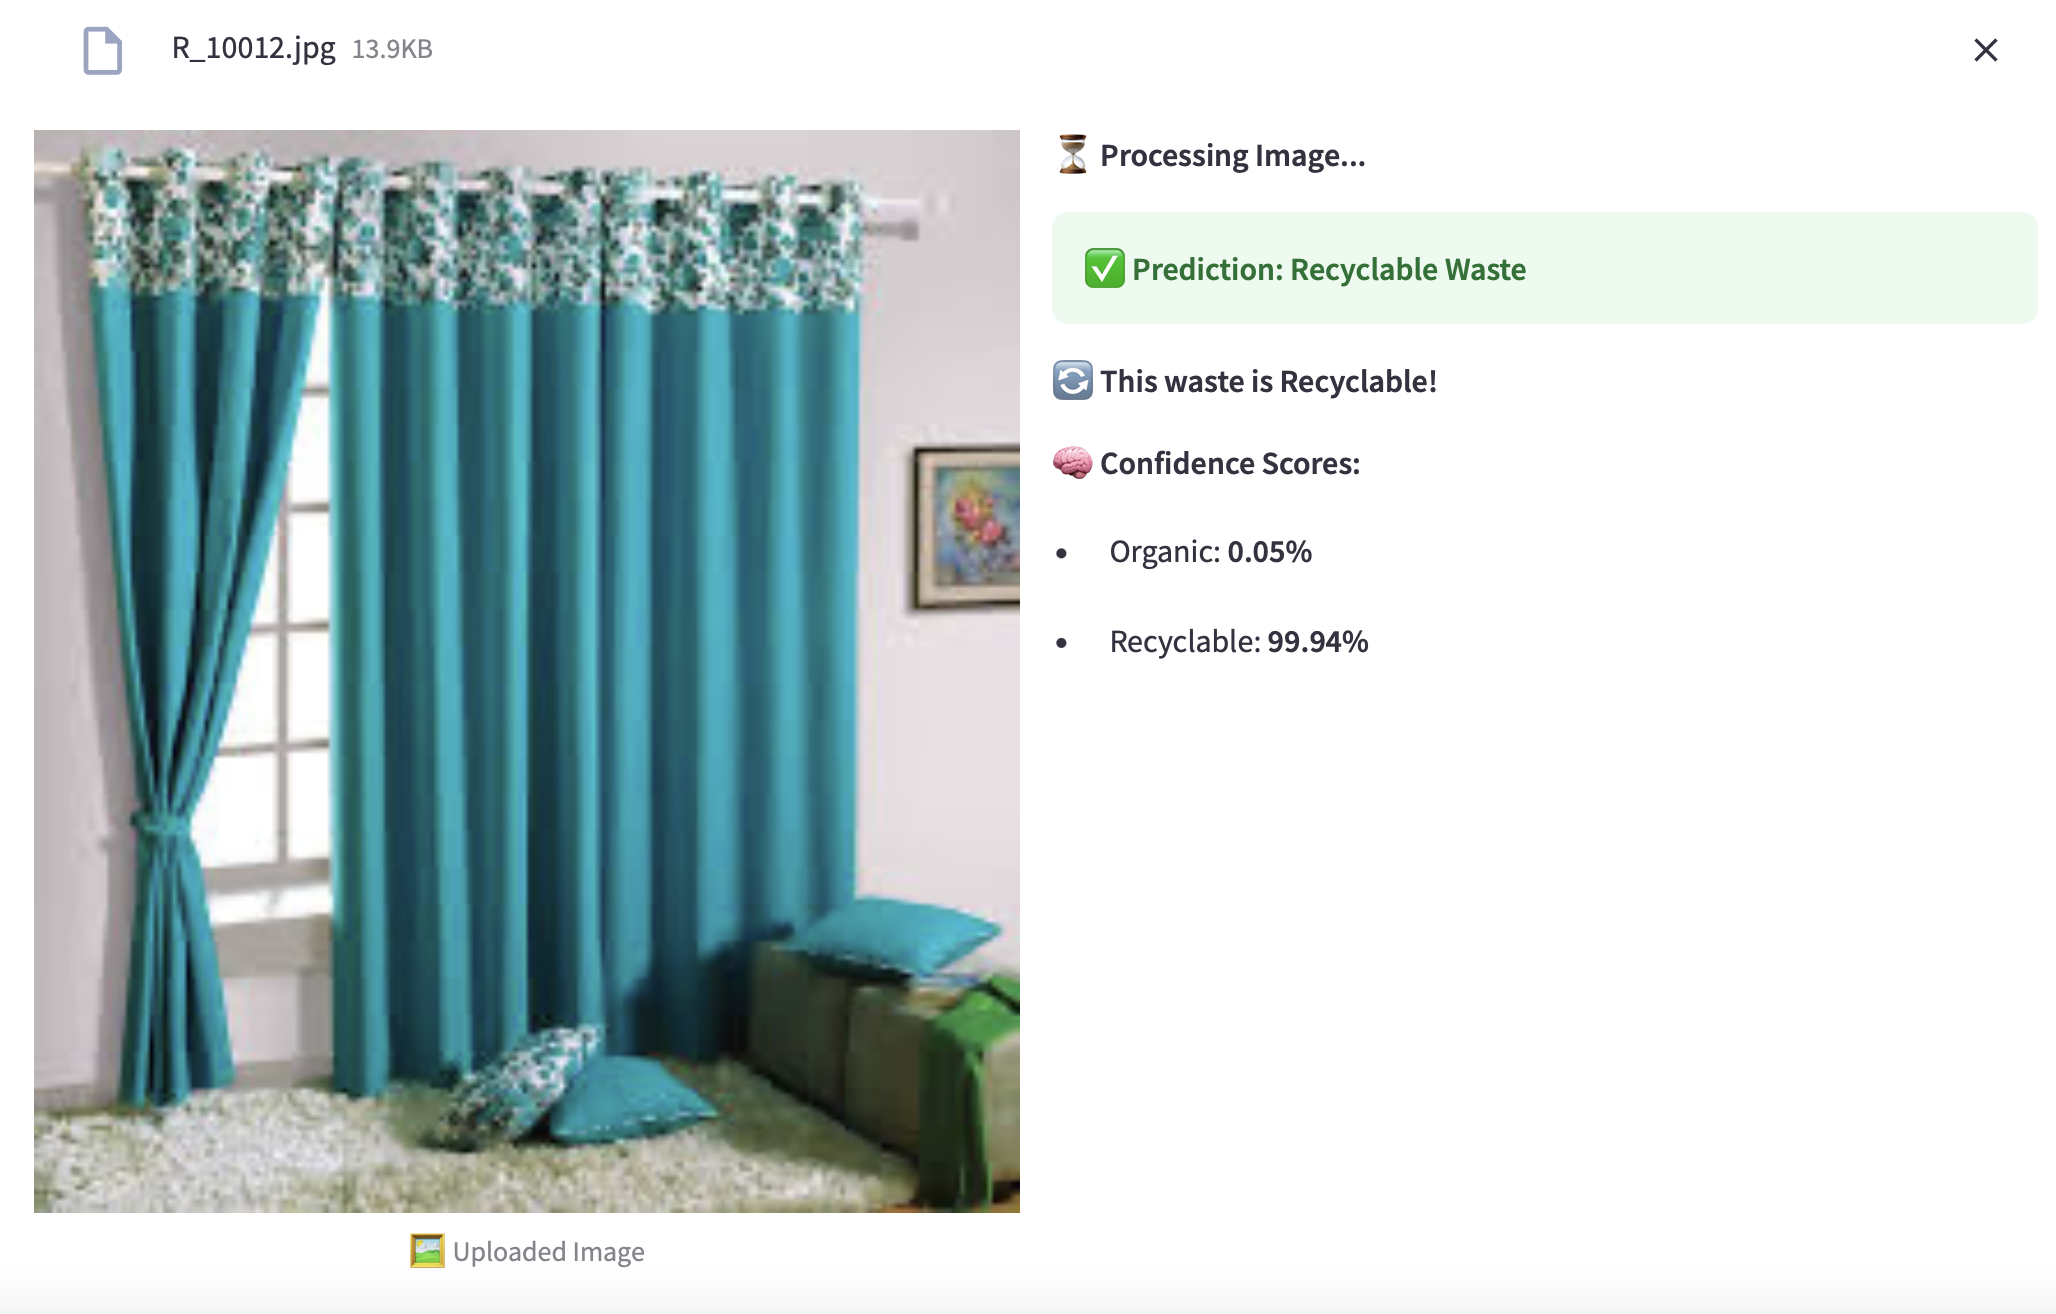 R_10012.jpg 13.9KB
⏳ Processing Image...
✅ Prediction: Recyclable Waste
🔄 This waste is Recyclable!
🧠 Confidence Scores:
• Organic: 0.05%
• Recyclable: 99.94%
🖼️ Uploaded Image